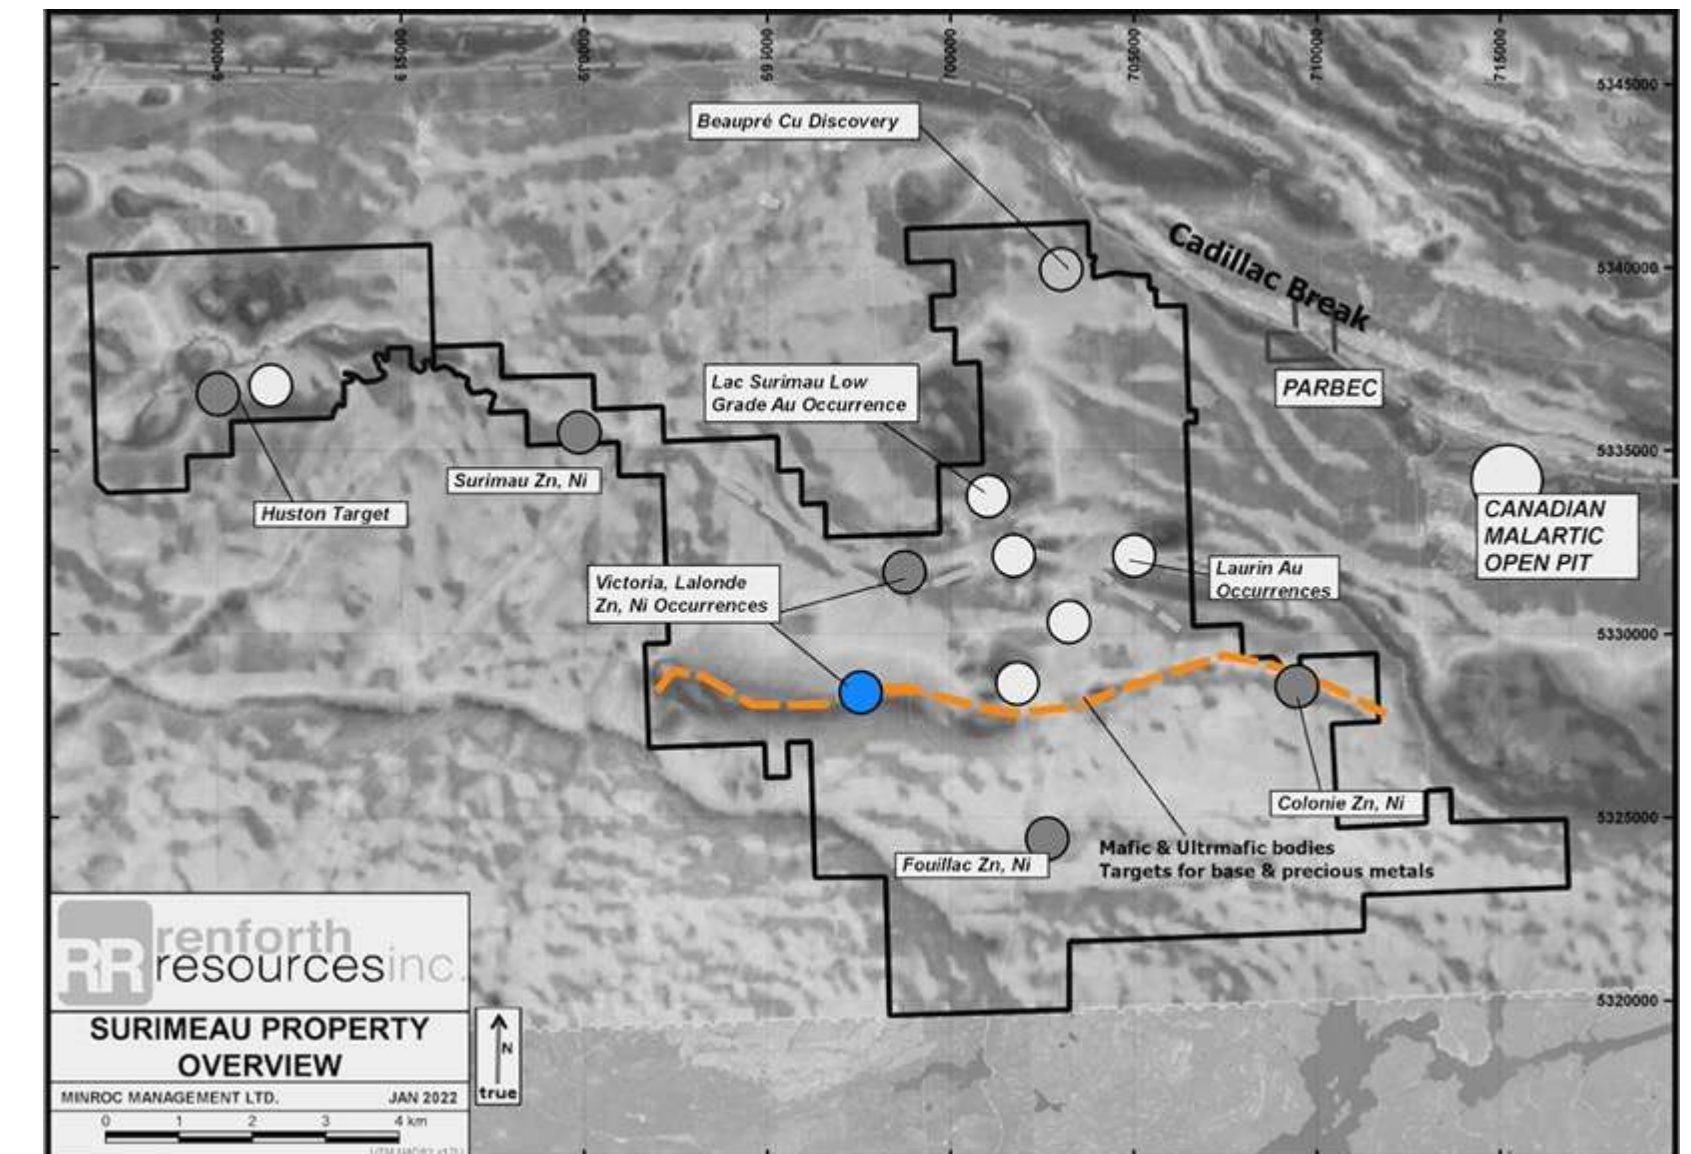 700000
705000
710000
715000
5345000
Beaupré Cu Discovery
Cadillac Break
5340000
Lac Surimau Low
Grade Au Occurrence
PARBEC
5335000
Surimau Zn, Ni
Huston Target
CANADIAN
MALARTIC
OPEN PIT
Victoria, Lalonde
Zn, Ni Occurrences
Laurin Au
Occurrences
5330000
Colonie Zn, Ni
5325000
Mafic & Ultrmafic bodies
Targets for base & precious metals
Fouillac Zn, Ni
RR
renforth
resourcesinc.
5320000
SURIMEAU PROPERTY
OVERVIEW
N
true
MINROC MANAGEMENT LTD. JAN 2022
0 1 2 3 4 km